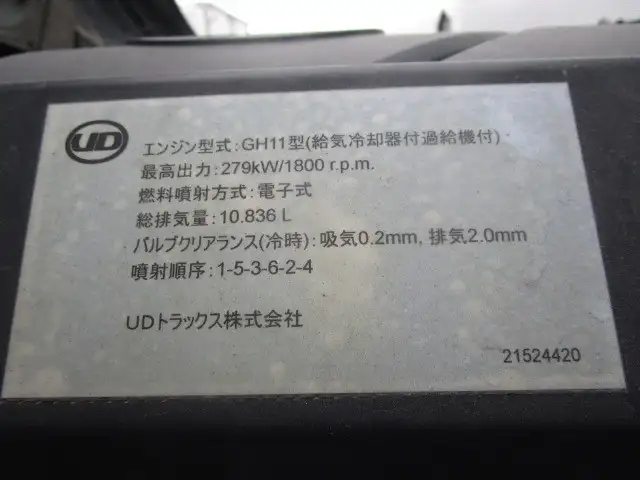 UD
エンジン型式:GH11型(給気冷却器付過給機付)
最高出力:279kW/1800 r.p.m.
燃料噴射方式:電子式
総排気量:10.836 L
バルブクリアランス(冷時):吸気0.2mm, 排気2.0mm
噴射順序:1-5-3-6-2-4
UDトラックス株式会社
21524420